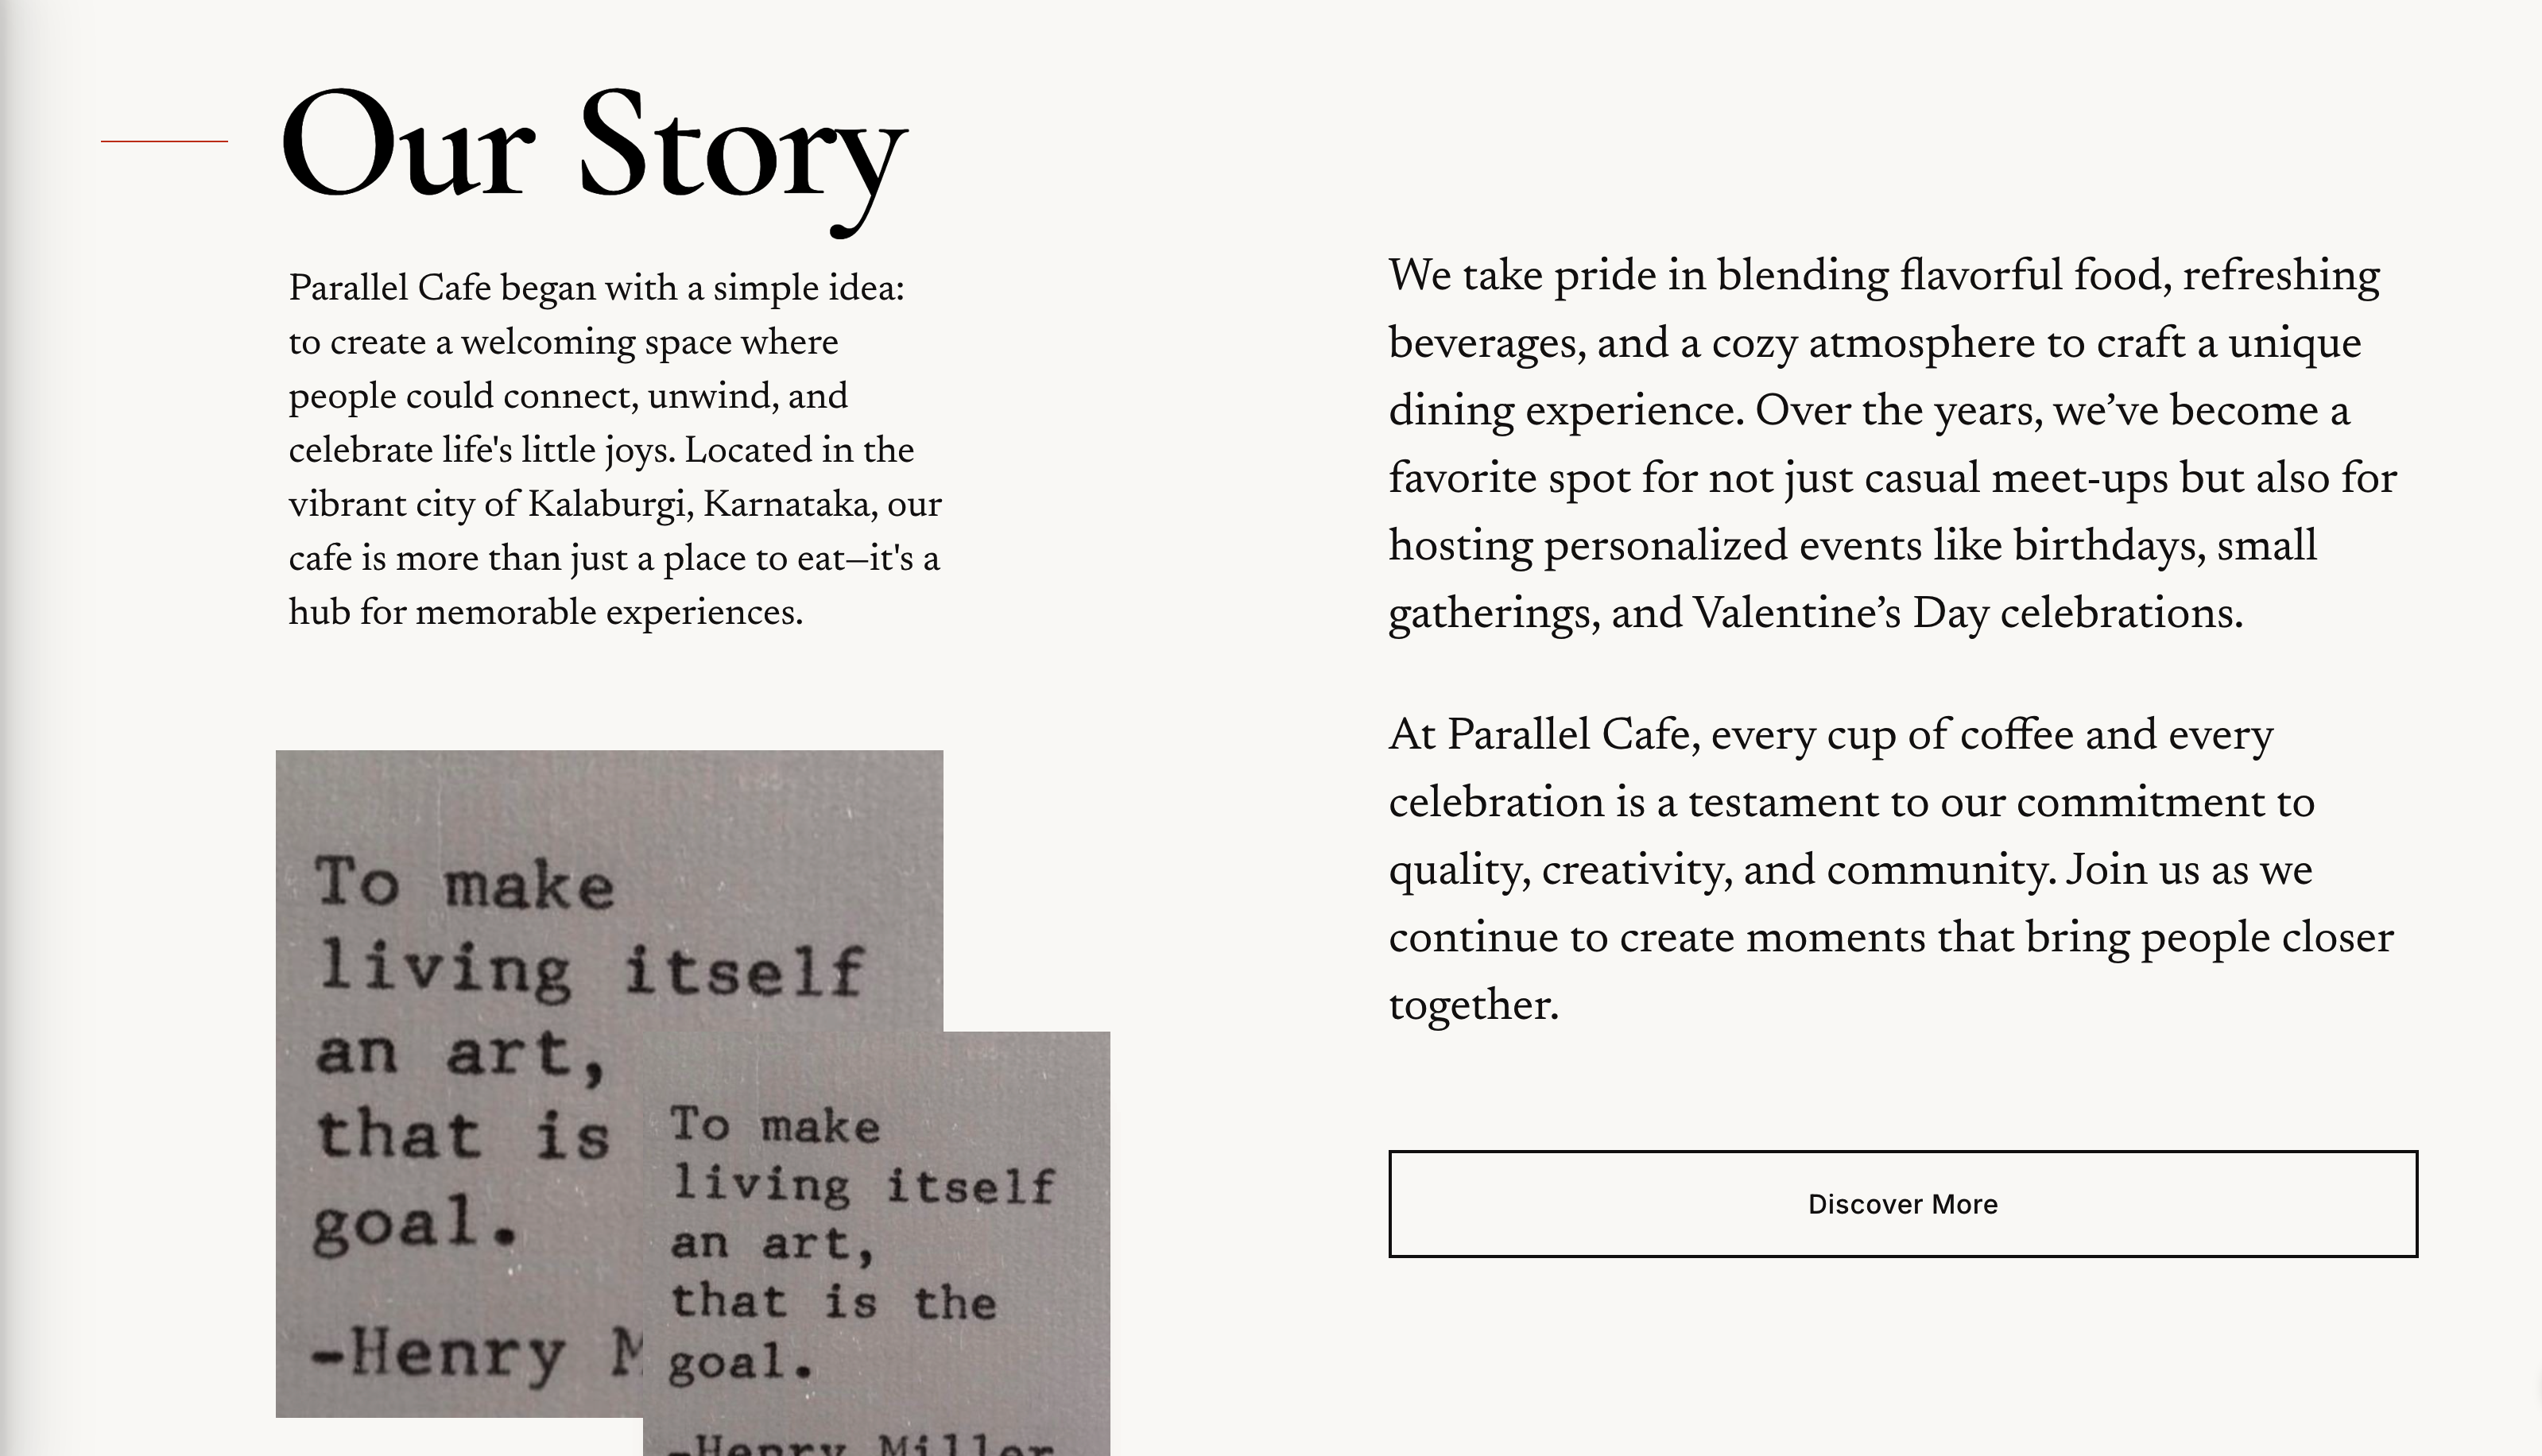 Our Story
Parallel Cafe began with a simple idea:
to create a welcoming space where
people could connect, unwind, and
celebrate life's little joys. Located in the
vibrant city of Kalaburgi, Karnataka, our
cafe is more than just a place to eat—it's a
hub for memorable experiences.
To make
living itself
an art,
that is
goal.
-Henry M
To make
living itself
an art,
that is the
goal.
-Henry Miller
We take pride in blending flavorful food, refreshing
beverages, and a cozy atmosphere to craft a unique
dining experience. Over the years, we’ve become a
favorite spot for not just casual meet-ups but also for
hosting personalized events like birthdays, small
gatherings, and Valentine’s Day celebrations.
At Parallel Cafe, every cup of coffee and every
celebration is a testament to our commitment to
quality, creativity, and community. Join us as we
continue to create moments that bring people closer
together.
Discover More